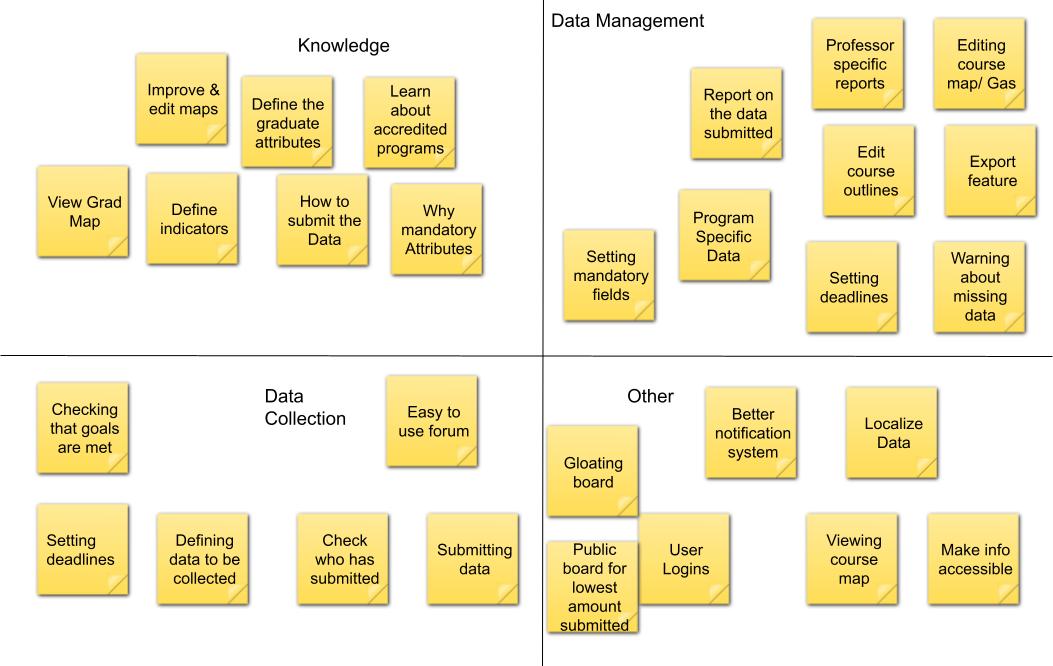 Knowledge
Improve &
edit maps
Define the
graduate
attributes
Learn
about
accredited
programs
View Grad
Map
Define
indicators
How to
submit the
Data
Why
mandatory
Attributes
Data Management
Professor
specific
reports
Editing
course
map/ Gas
Report on
the data
submitted
Edit
course
outlines
Export
feature
Program
Specific
Data
Setting
mandatory
fields
Setting
deadlines
Warning
about
missing
data
Data
Collection
Checking
that goals
are met
Easy to
use forum
Setting
deadlines
Defining
data to be
collected
Check
who has
submitted
Submitting
data
Other
Better
notification
system
Localize
Data
Gloating
board
Public
board for
lowest
amount
submitted
User
Logins
Viewing
course
map
Make info
accessible